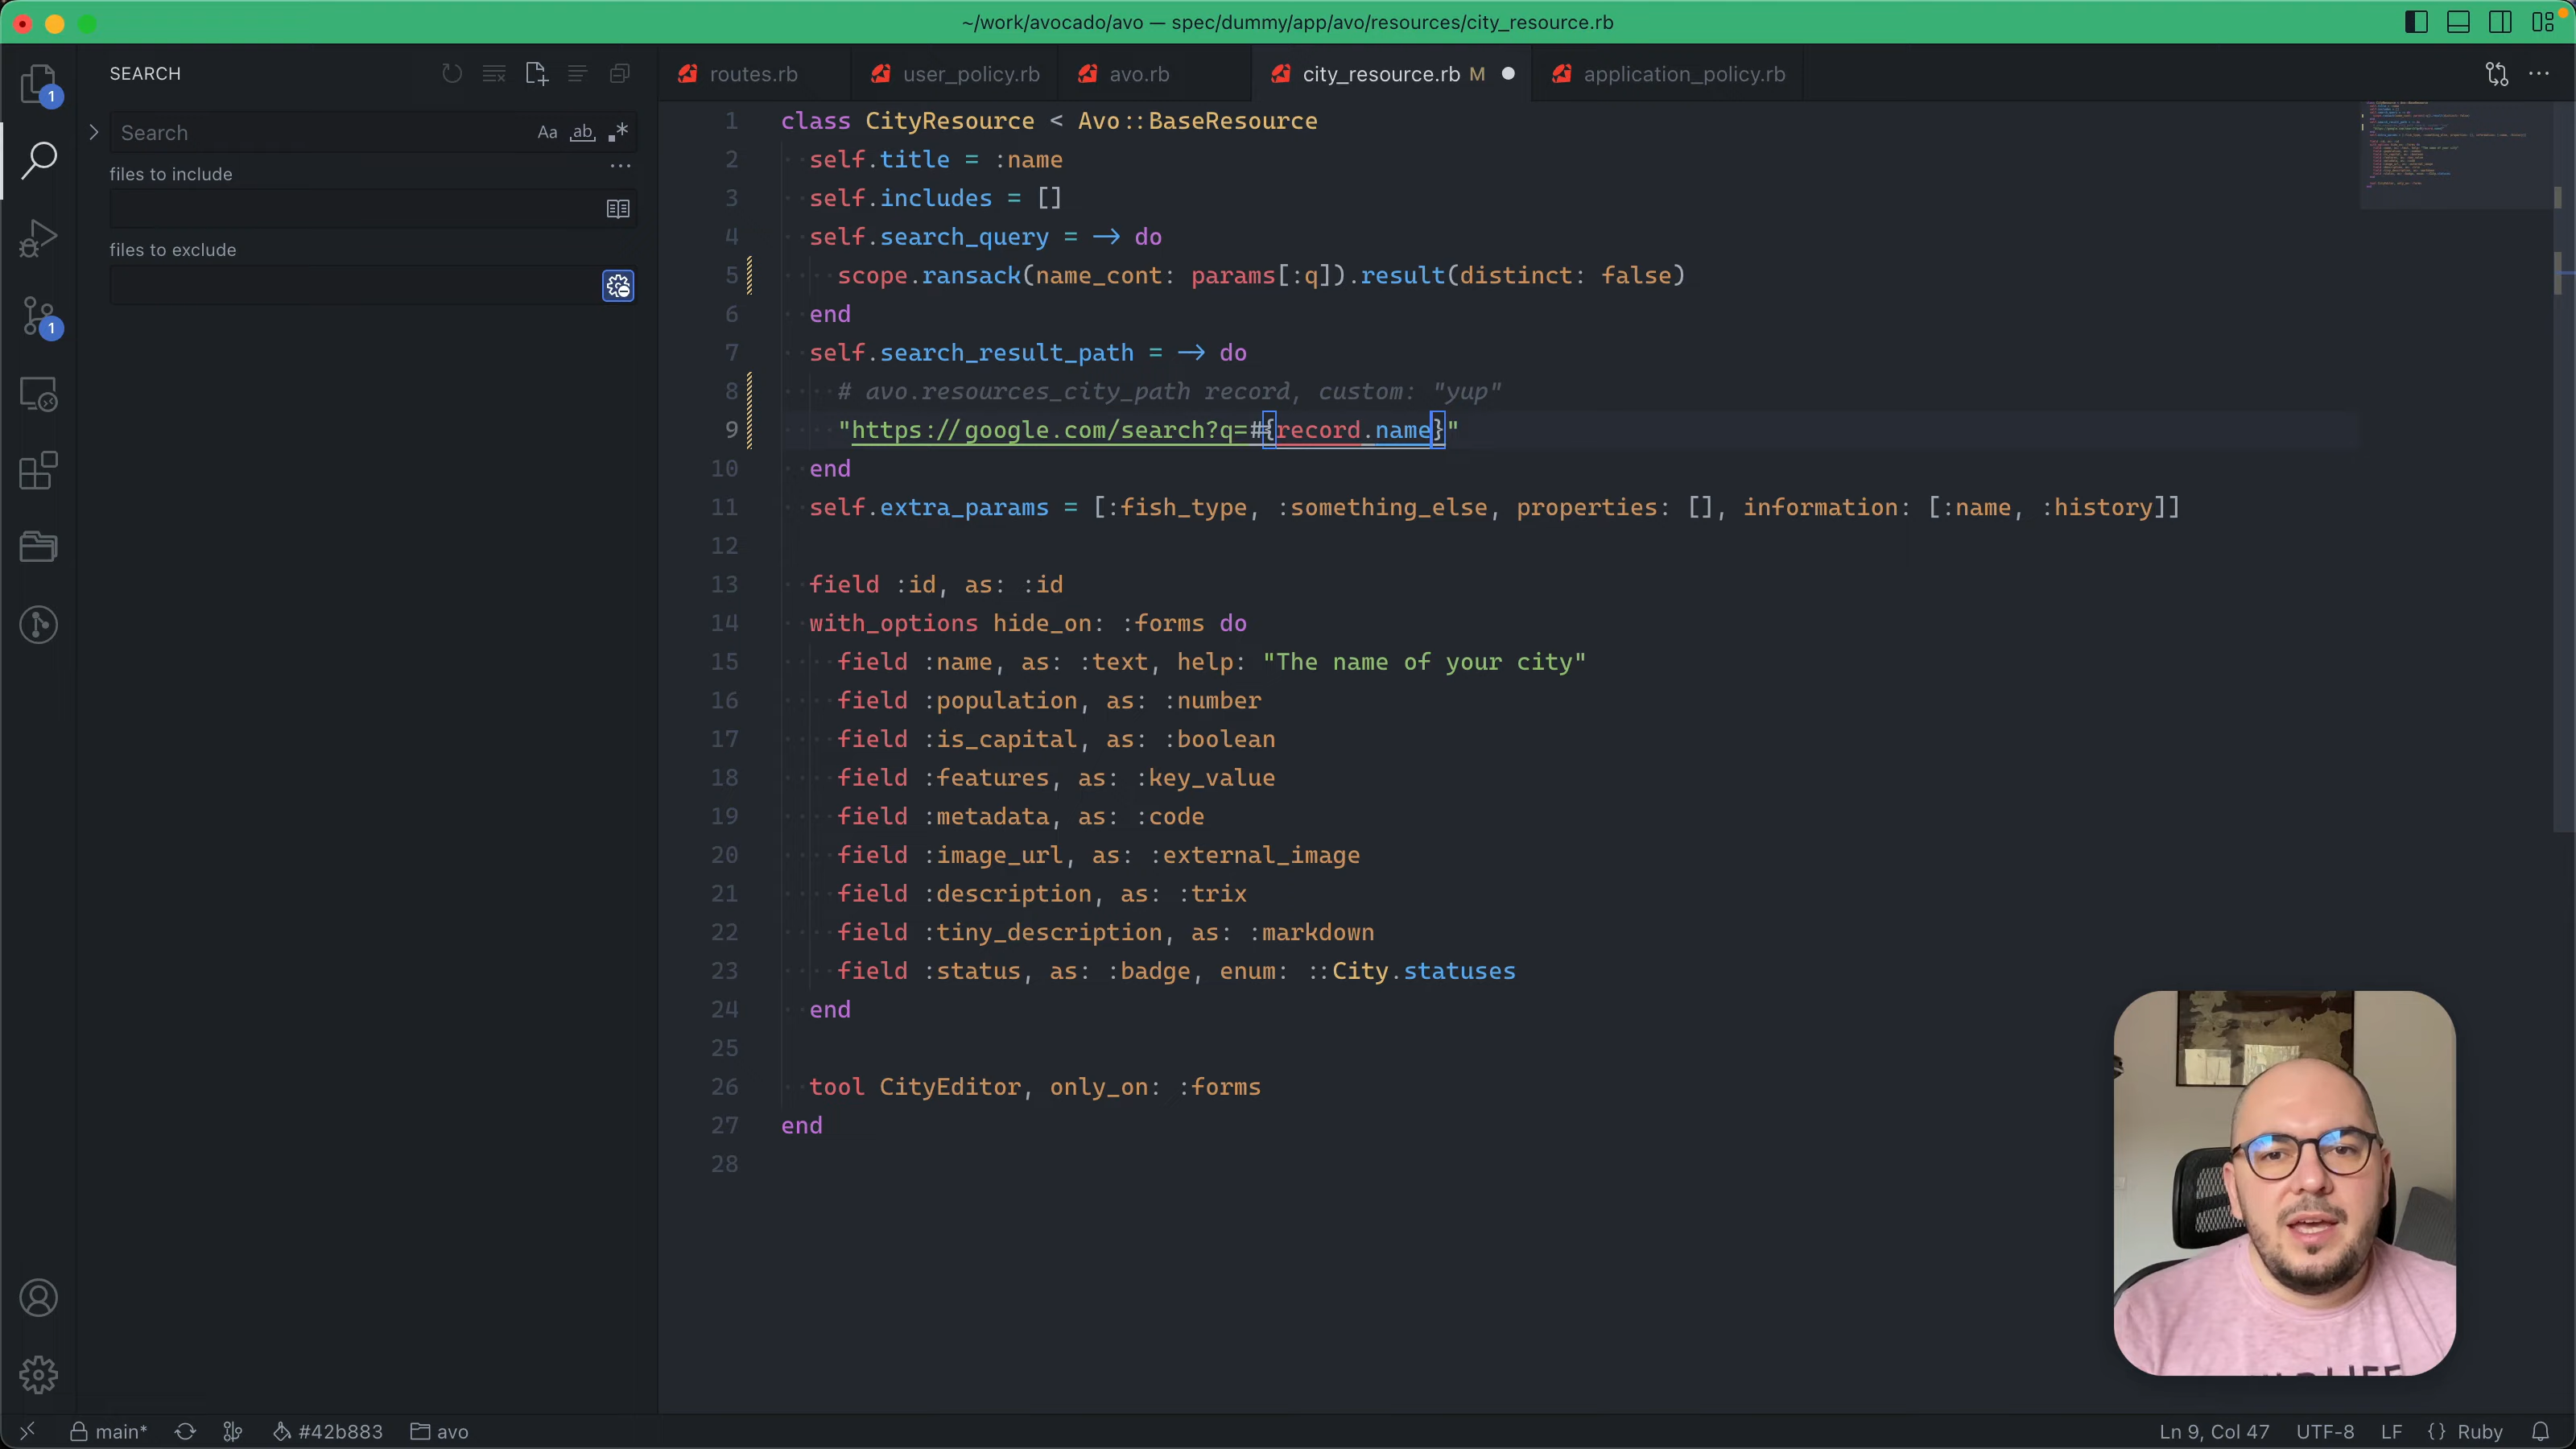 ~/work/avocado/avo — spec/dummy/app/avo/resources/city_resource.rb
1
1
SEARCH
Search
Aa
ab
files to include
files to exclude
routes.rb
user_policy.rb
avo.rb
city_resource.rb M
application_policy.rb
1 class CityResource < Avo::BaseResource
2 self.title = :name
3 self.includes = []
4 self.search_query = -> do
5 scope.ransack(name_cont: params[:q]).result(distinct: false)
6 end
7 self.search_result_path = -> do
8 # avo.resources_city_path record, custom: "yup"
9 "https://google.com/search?q=#{record.name}"
10 end
11 self.extra_params = [:fish_type, :something_else, properties: [], information: [:name, :history]]
12
13 field :id, as: :id
14 with_options hide_on: :forms do
15 field :name, as: :text, help: "The name of your city"
16 field :population, as: :number
17 field :is_capital, as: :boolean
18 field :features, as: :key_value
19 field :metadata, as: :code
20 field :image_url, as: :external_image
21 field :description, as: :trix
22 field :tiny_description, as: :markdown
23 field :status, as: :badge, enum: ::City.statuses
24 end
25
26 tool CityEditor, only_on: :forms
27 end
28
main*
#42b883
avo
Ln 9, Col 47
UTF-8
LF
{} Ruby